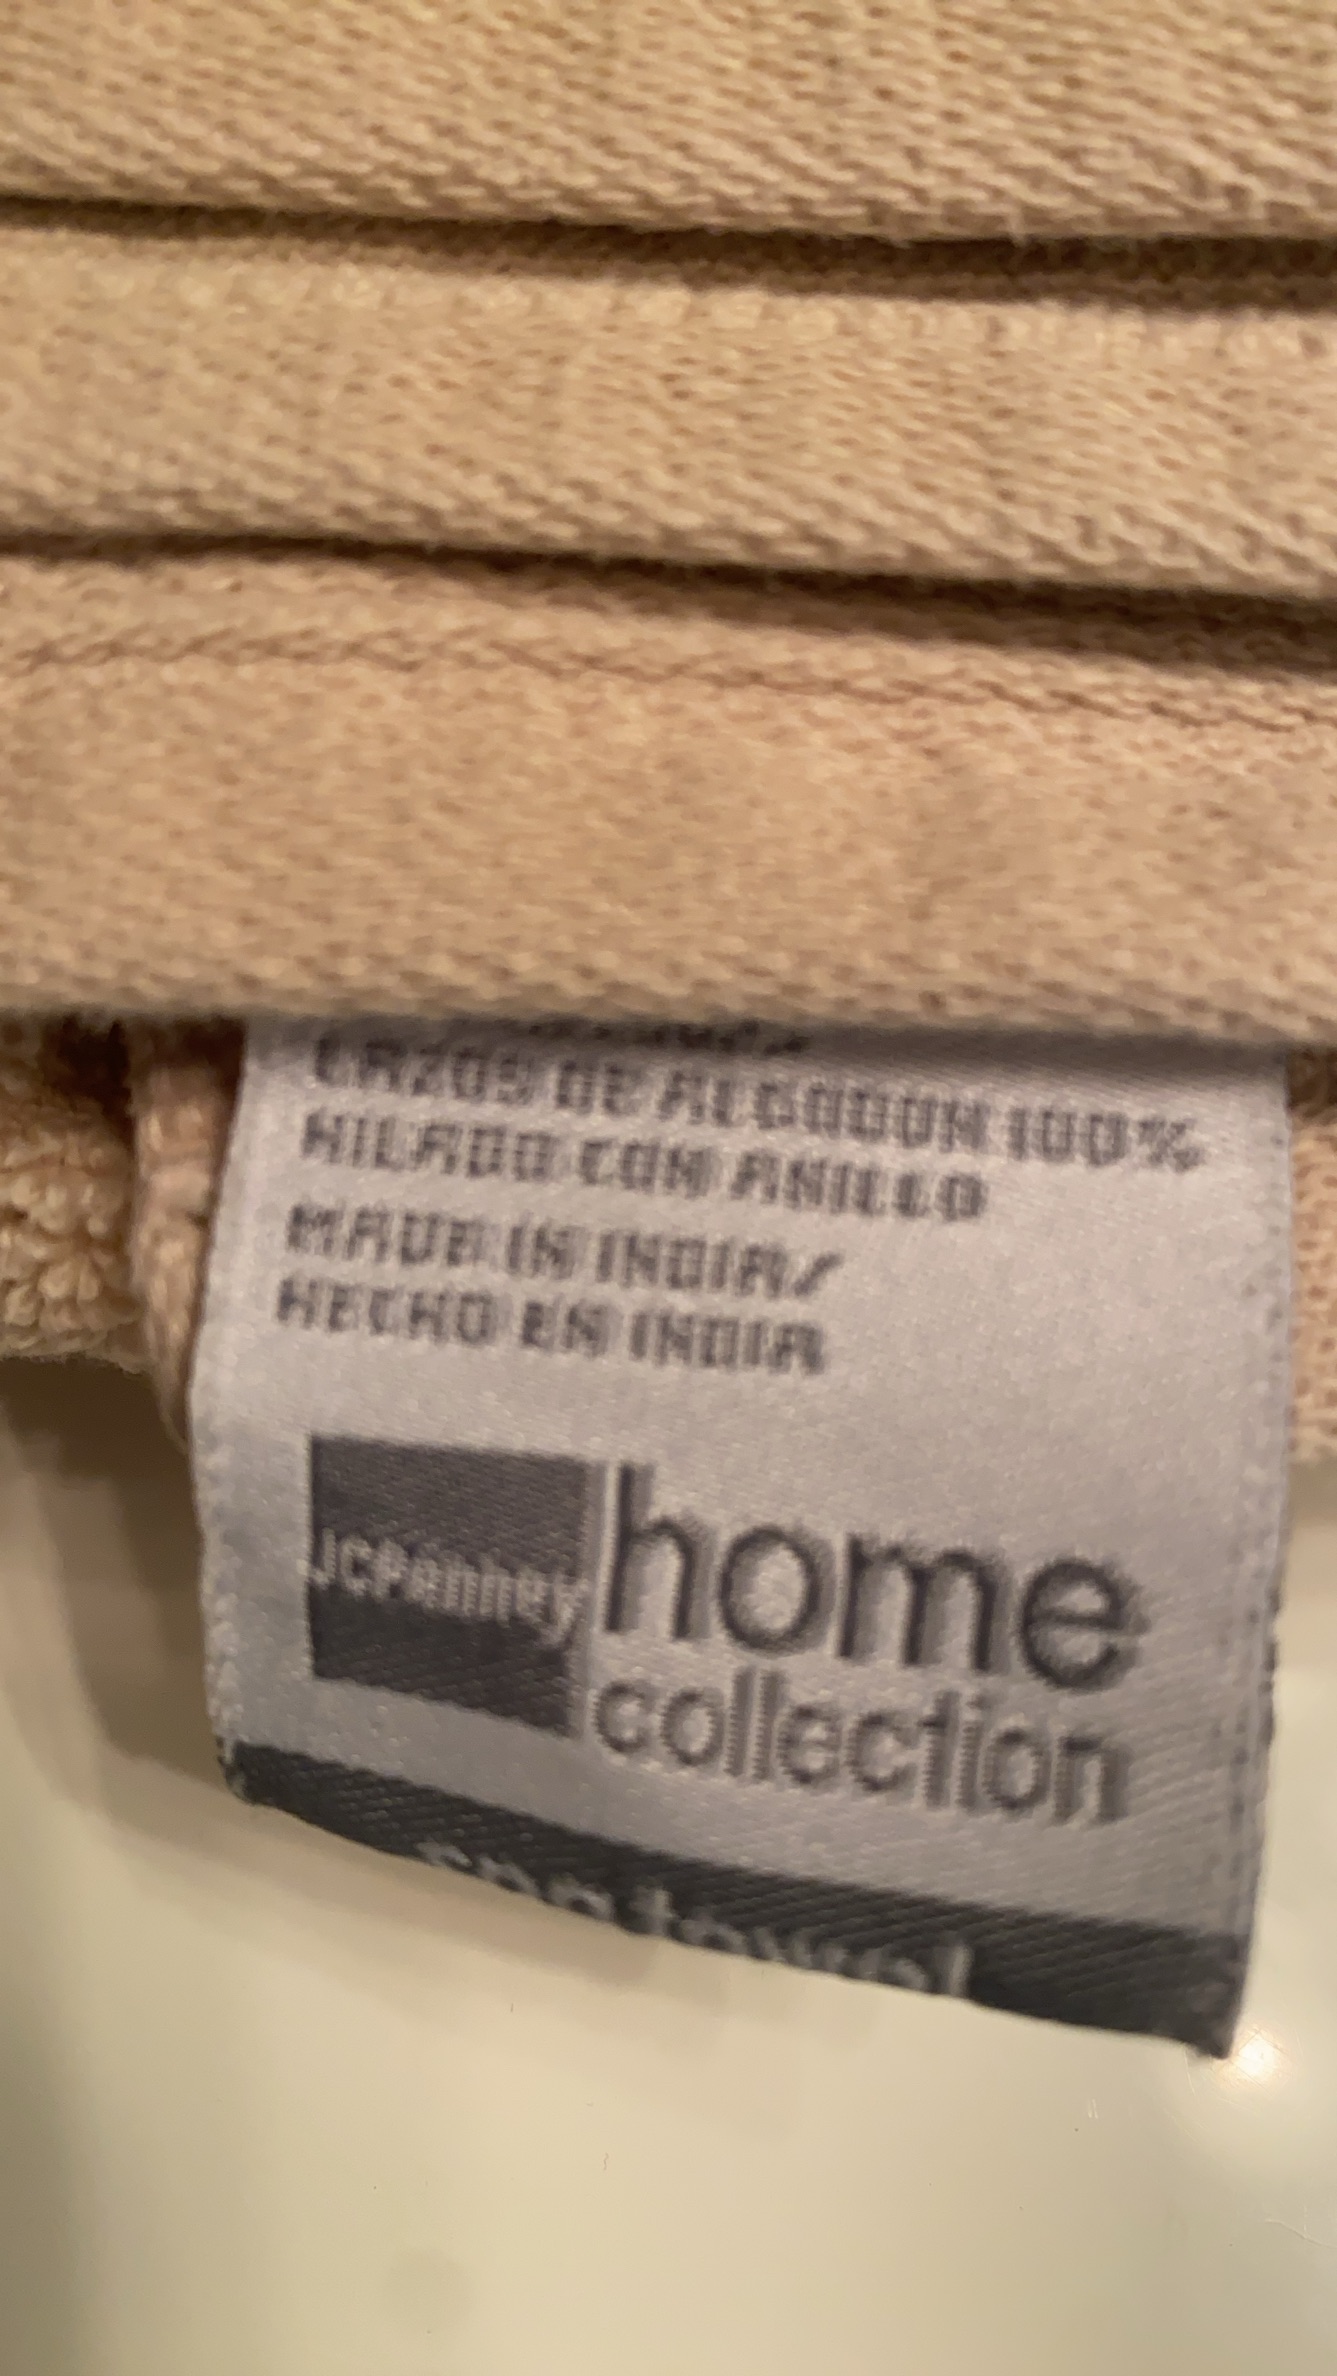 LAZOS DE ALGODON 100%
HILADO CON ANILLO
MADE IN INDIA/
HECHO EN INDIA
JCPenney
home
collection